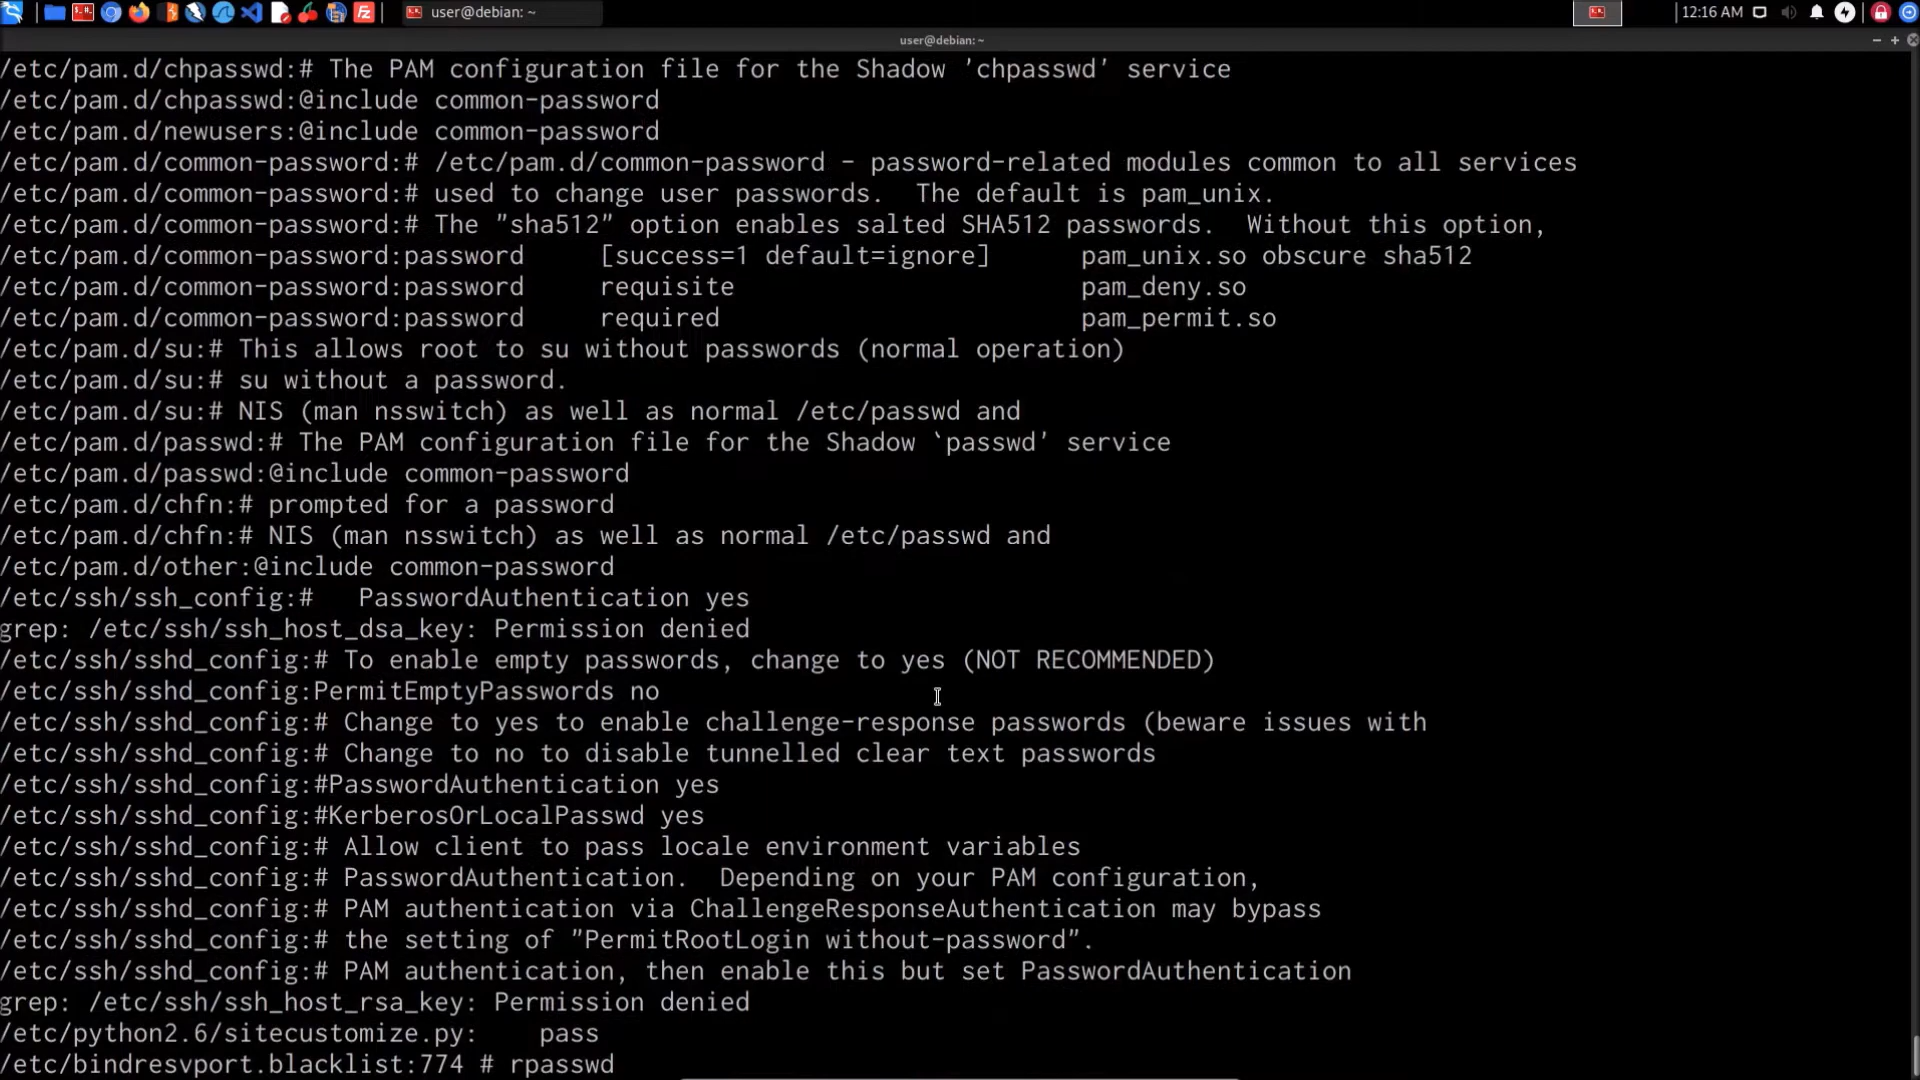 user@debian: ~
12:16 AM
user@debian: ~
/etc/pam.d/chpasswd:# The PAM configuration file for the Shadow 'chpasswd' service
/etc/pam.d/chpasswd:@include common-password
/etc/pam.d/newusers:@include common-password
/etc/pam.d/common-password:# /etc/pam.d/common-password - password-related modules common to all services
/etc/pam.d/common-password:# used to change user passwords.  The default is pam_unix.
/etc/pam.d/common-password:# The "sha512" option enables salted SHA512 passwords.  Without this option,
/etc/pam.d/common-password:password     [success=1 default=ignore]      pam_unix.so obscure sha512
/etc/pam.d/common-password:password     requisite                       pam_deny.so
/etc/pam.d/common-password:password     required                        pam_permit.so
/etc/pam.d/su:# This allows root to su without passwords (normal operation)
/etc/pam.d/su:# su without a password.
/etc/pam.d/su:# NIS (man nsswitch) as well as normal /etc/passwd and
/etc/pam.d/passwd:# The PAM configuration file for the Shadow `passwd' service
/etc/pam.d/passwd:@include common-password
/etc/pam.d/chfn:# prompted for a password
/etc/pam.d/chfn:# NIS (man nsswitch) as well as normal /etc/passwd and
/etc/pam.d/other:@include common-password
/etc/ssh/ssh_config:#   PasswordAuthentication yes
grep: /etc/ssh/ssh_host_dsa_key: Permission denied
/etc/ssh/sshd_config:# To enable empty passwords, change to yes (NOT RECOMMENDED)
/etc/ssh/sshd_config:PermitEmptyPasswords no
/etc/ssh/sshd_config:# Change to yes to enable challenge-response passwords (beware issues with
/etc/ssh/sshd_config:# Change to no to disable tunnelled clear text passwords
/etc/ssh/sshd_config:#PasswordAuthentication yes
/etc/ssh/sshd_config:#KerberosOrLocalPasswd yes
/etc/ssh/sshd_config:# Allow client to pass locale environment variables
/etc/ssh/sshd_config:# PasswordAuthentication.  Depending on your PAM configuration,
/etc/ssh/sshd_config:# PAM authentication via ChallengeResponseAuthentication may bypass
/etc/ssh/sshd_config:# the setting of "PermitRootLogin without-password".
/etc/ssh/sshd_config:# PAM authentication, then enable this but set PasswordAuthentication
grep: /etc/ssh/ssh_host_rsa_key: Permission denied
/etc/python2.6/sitecustomize.py:    pass
/etc/bindresvport.blacklist:774 # rpasswd